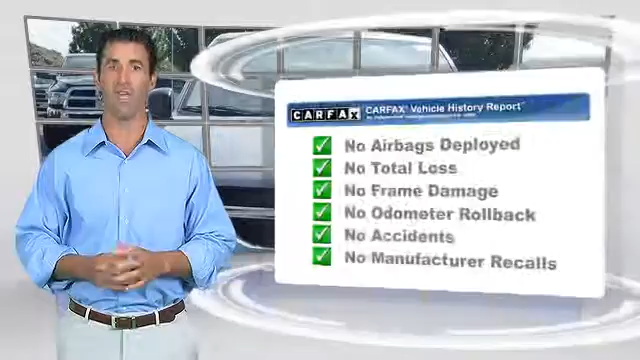 CARFAX CARFAX Vehicle History Report™
No Airbags Deployed
No Total Loss
No Frame Damage
No Odometer Rollback
No Accidents
No Manufacturer Recalls